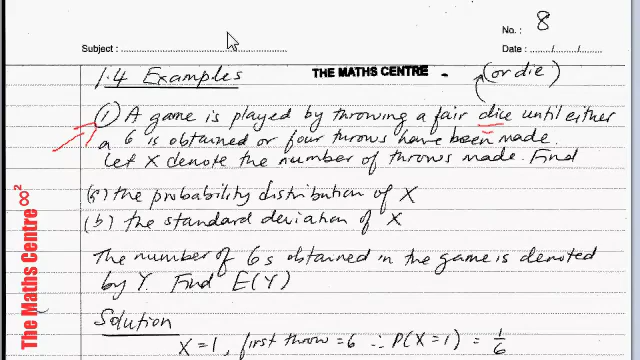 No. : 8
Subject : Date : / /
1.4 Examples THE MATHS CENTRE . (or die)
① A game is played by throwing a fair dice until either
a 6 is obtained or four throws have been made.
Let X denote the number of throws made. Find
(a) the probability distribution of X
(b) the standard deviation of X
The number of 6s obtained in the game is denoted
by Y. Find E(Y)
Solution
X=1, first throw = 6 ∴ P(X=1) = 1/6
The Maths Centre ∞²